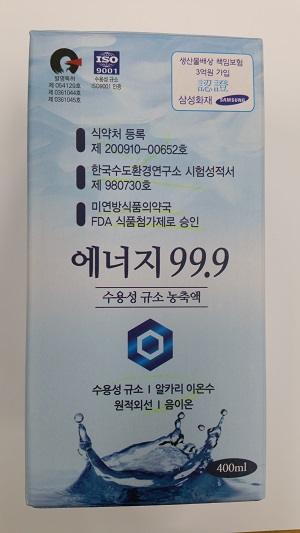 발명특허
제 0541129호
제 0361044호
제 0361045호
ISO
9001
수용성 규소
ISO9001 인증
생산물배상 책임보험
3억원 가입
認證
삼성화재 SAMSUNG
식약처 등록
제 200910-00652호
한국수도환경연구소 시험성적서
제 980730호
미연방식품의약국
FDA 식품첨가제로 승인
에너지 99.9
수용성 규소 농축액
수용성 규소 | 알카리 이온수
원적외선 | 음이온
400ml